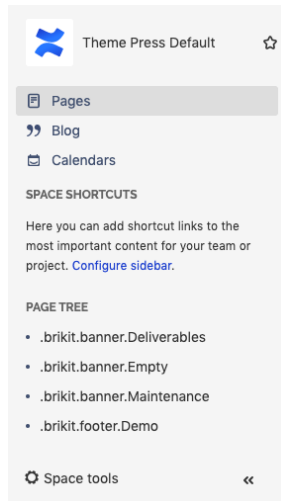 Theme Press Default
Pages
Blog
Calendars
SPACE SHORTCUTS
Here you can add shortcut links to the
most important content for your team or
project. Configure sidebar.
PAGE TREE
• .brikit.banner.Deliverables
• .brikit.banner.Empty
• .brikit.banner.Maintenance
• .brikit.footer.Demo
Space tools